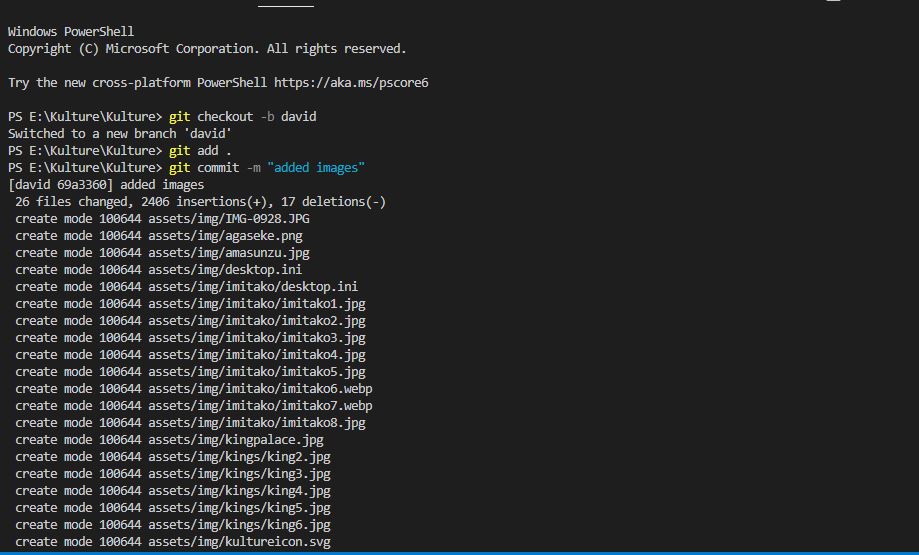 Windows PowerShell
Copyright (C) Microsoft Corporation. All rights reserved.
Try the new cross-platform PowerShell https://aka.ms/pscore6
PS E:\Kulture\Kulture> git checkout -b david
Switched to a new branch 'david'
PS E:\Kulture\Kulture> git add .
PS E:\Kulture\Kulture> git commit -m "added images"
[david 69a3360] added images
 26 files changed, 2406 insertions(+), 17 deletions(-)
 create mode 100644 assets/img/IMG-0928.JPG
 create mode 100644 assets/img/agaseke.png
 create mode 100644 assets/img/amasunzu.jpg
 create mode 100644 assets/img/desktop.ini
 create mode 100644 assets/img/imitako/desktop.ini
 create mode 100644 assets/img/imitako/imitako1.jpg
 create mode 100644 assets/img/imitako/imitako2.jpg
 create mode 100644 assets/img/imitako/imitako3.jpg
 create mode 100644 assets/img/imitako/imitako4.jpg
 create mode 100644 assets/img/imitako/imitako5.jpg
 create mode 100644 assets/img/imitako/imitako6.webp
 create mode 100644 assets/img/imitako/imitako7.webp
 create mode 100644 assets/img/imitako/imitako8.jpg
 create mode 100644 assets/img/kingpalace.jpg
 create mode 100644 assets/img/kings/king2.jpg
 create mode 100644 assets/img/kings/king3.jpg
 create mode 100644 assets/img/kings/king4.jpg
 create mode 100644 assets/img/kings/king5.jpg
 create mode 100644 assets/img/kings/king6.jpg
 create mode 100644 assets/img/kultureicon.svg